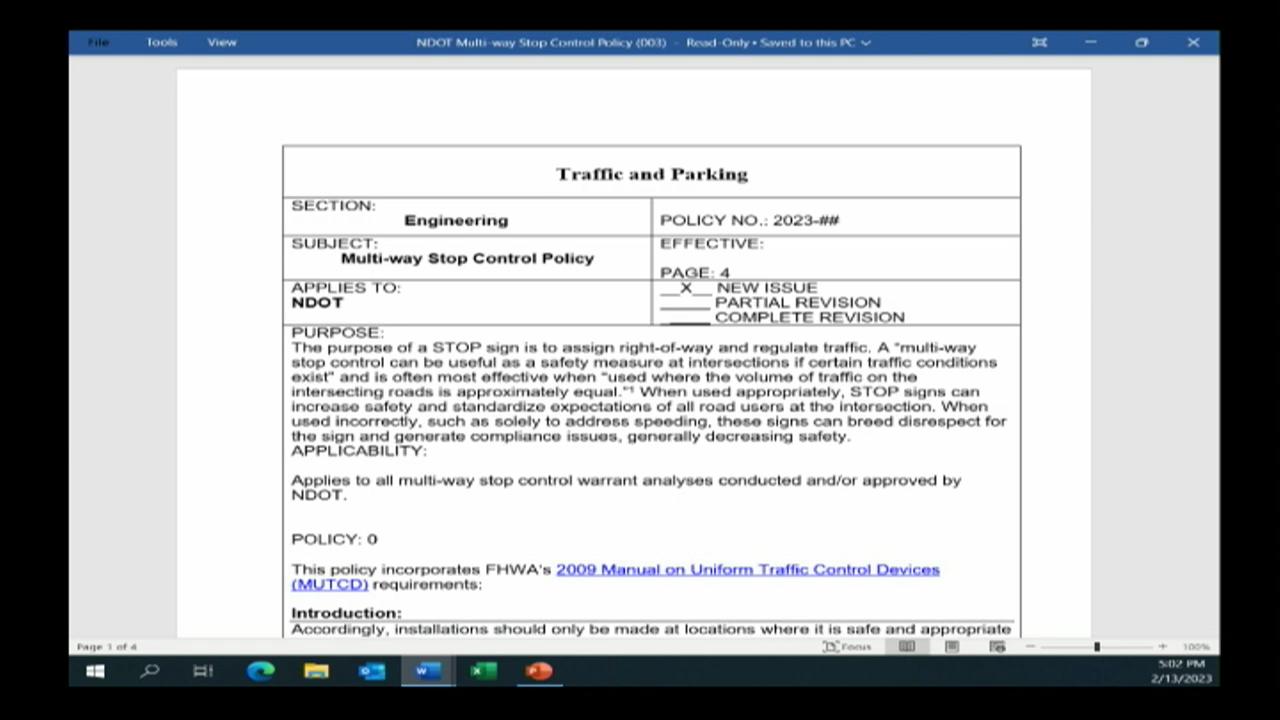 File Tools View NDOT Multi-way Stop Control Policy (003) - Read-Only • Saved to this PC
Traffic and Parking
SECTION:
Engineering
POLICY NO.: 2023-##
SUBJECT:
Multi-way Stop Control Policy
EFFECTIVE:
PAGE: 4
APPLIES TO:
NDOT
__X__ NEW ISSUE
_____ PARTIAL REVISION
_____ COMPLETE REVISION
PURPOSE:
The purpose of a STOP sign is to assign right-of-way and regulate traffic. A "multi-way
stop control can be useful as a safety measure at intersections if certain traffic conditions
exist" and is often most effective when "used where the volume of traffic on the
intersecting roads is approximately equal."¹ When used appropriately, STOP signs can
increase safety and standardize expectations of all road users at the intersection. When
used incorrectly, such as solely to address speeding, these signs can breed disrespect for
the sign and generate compliance issues, generally decreasing safety.
APPLICABILITY:
Applies to all multi-way stop control warrant analyses conducted and/or approved by
NDOT.
POLICY: 0
This policy incorporates FHWA's 2009 Manual on Uniform Traffic Control Devices
(MUTCD) requirements:
Introduction:
Accordingly, installations should only be made at locations where it is safe and appropriate
Page 1 of 4 Focus 100%
5:02 PM
2/13/2023